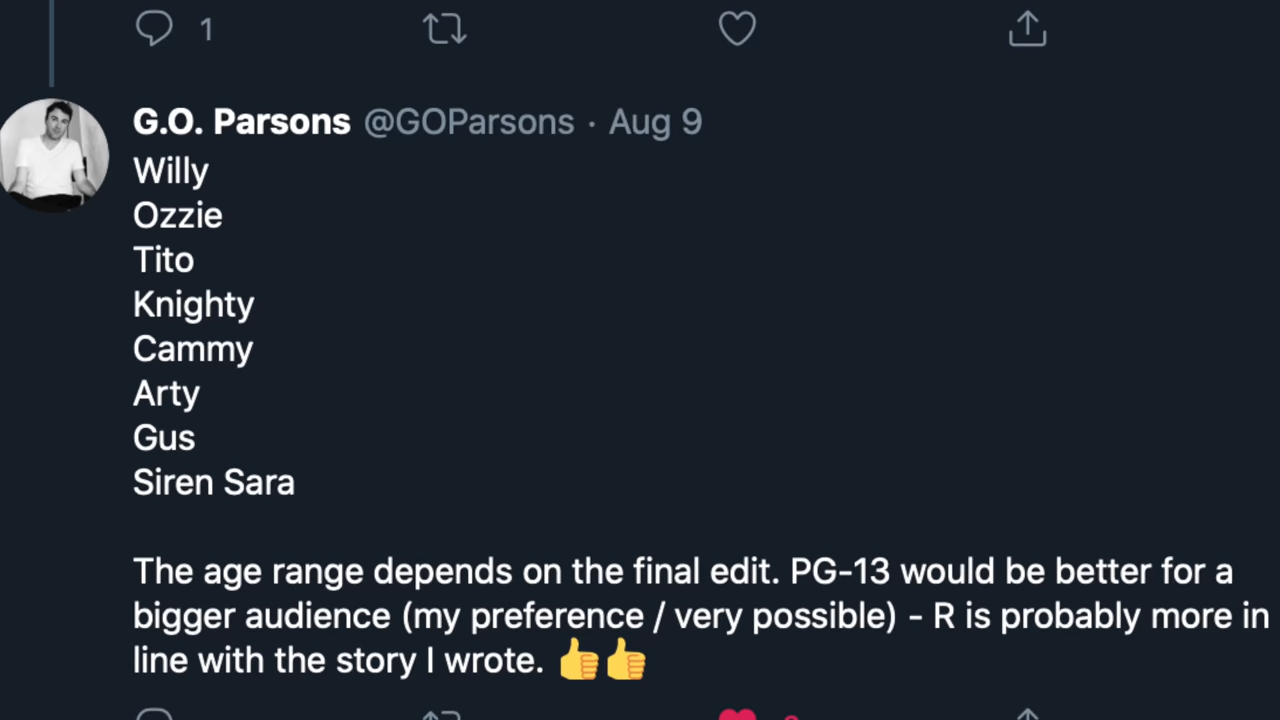 1
G.O. Parsons @GOParsons · Aug 9
Willy
Ozzie
Tito
Knighty
Cammy
Arty
Gus
Siren Sara
The age range depends on the final edit. PG-13 would be better for a
bigger audience (my preference / very possible) - R is probably more in
line with the story I wrote. 👍👍